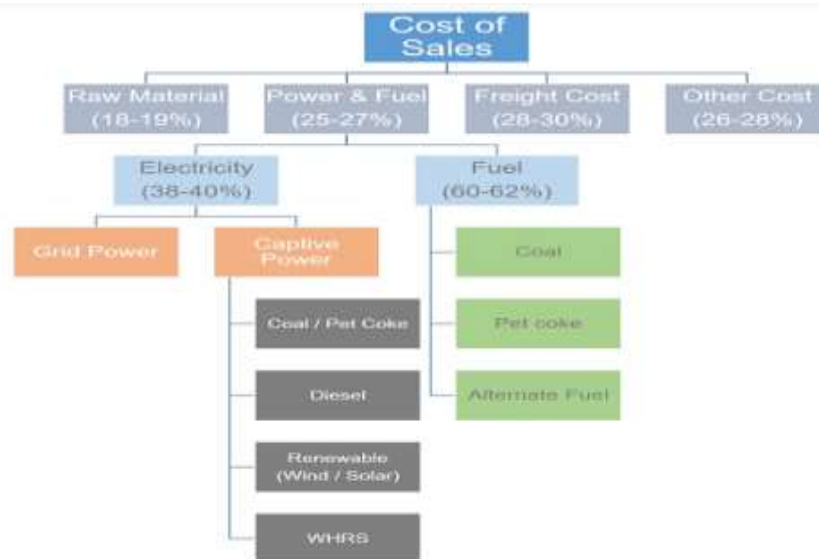 Cost of
Sales
Raw Material
(18-19%)
Power & Fuel
(25-27%)
Freight Cost
(28-30%)
Other Cost
(26-28%)
Electricity
(38-40%)
Fuel
(60-62%)
Grid Power
Captive
Power
Coal
Coal / Pet Coke
Pet coke
Diesel
Alternate Fuel
Renewable
(Wind / Solar)
WHRS